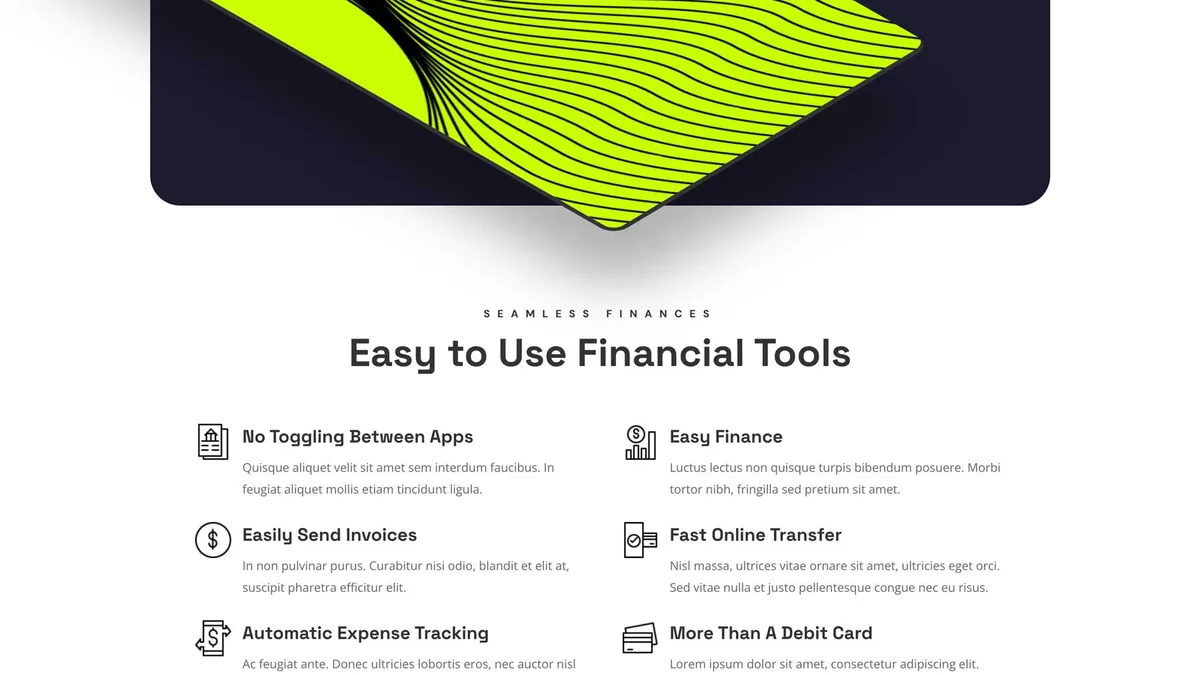 SEAMLESS FINANCES
Easy to Use Financial Tools
No Toggling Between Apps
Quisque aliquet velit sit amet sem interdum faucibus. In
feugiat aliquet mollis etiam tincidunt ligula.
Easy Finance
Luctus lectus non quisque turpis bibendum posuere. Morbi
tortor nibh, fringilla sed pretium sit amet.
Easily Send Invoices
In non pulvinar purus. Curabitur nisi odio, blandit et elit at,
suscipit pharetra efficitur elit.
Fast Online Transfer
Nisl massa, ultrices vitae ornare sit amet, ultricies eget orci.
Sed vitae nulla et justo pellentesque congue nec eu risus.
Automatic Expense Tracking
Ac feugiat ante. Donec ultricies lobortis eros, nec auctor nisl
More Than A Debit Card
Lorem ipsum dolor sit amet, consectetur adipiscing elit.